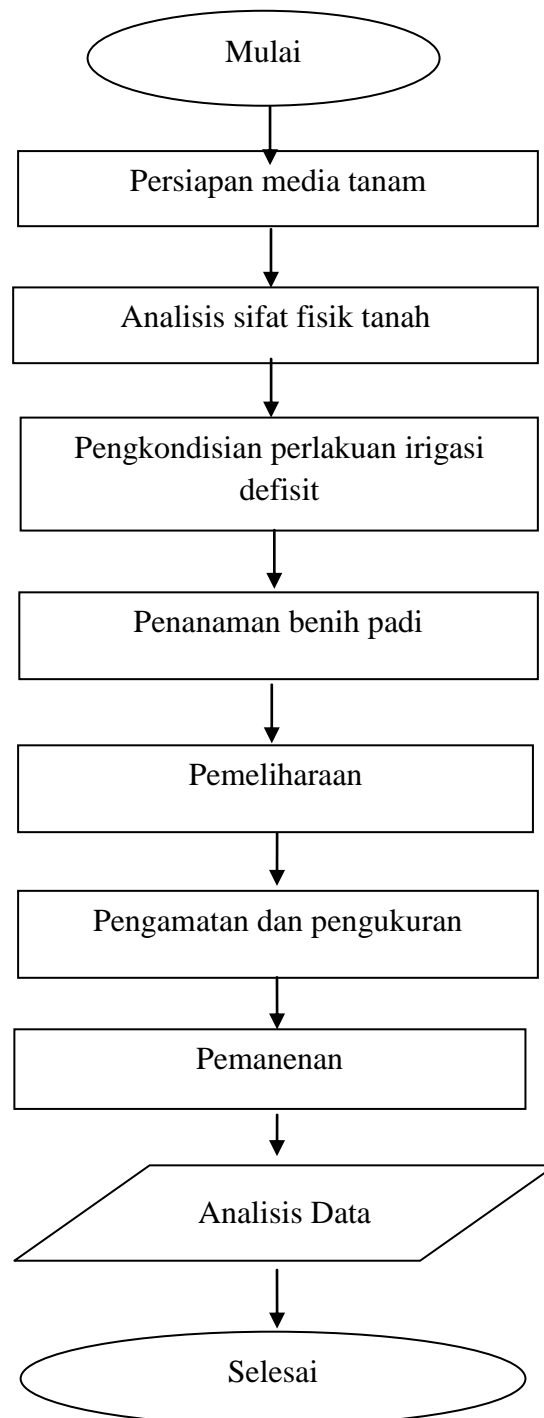 Mulai
Persiapan media tanam
Analisis sifat fisik tanah
Pengkondisian perlakuan irigasi
defisit
Penanaman benih padi
Pemeliharaan
Pengamatan dan pengukuran
Pemanenan
Analisis Data
Selesai